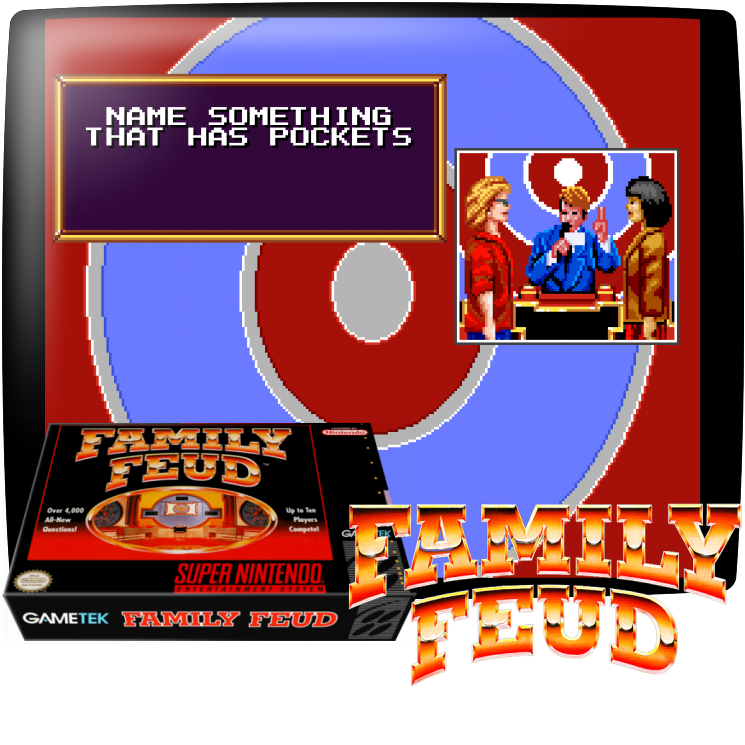 NAME SOMETHING
THAT HAS POCKETS
FAMILY
FEUD
Over 4,000
All-New
Questions!
Up to Ten
Players
Compete!
Nintendo
SUPER NINTENDO
ENTERTAINMENT SYSTEM
GAMETEK
GAMETEK
FAMILY FEUD
FAMILY
FEUD